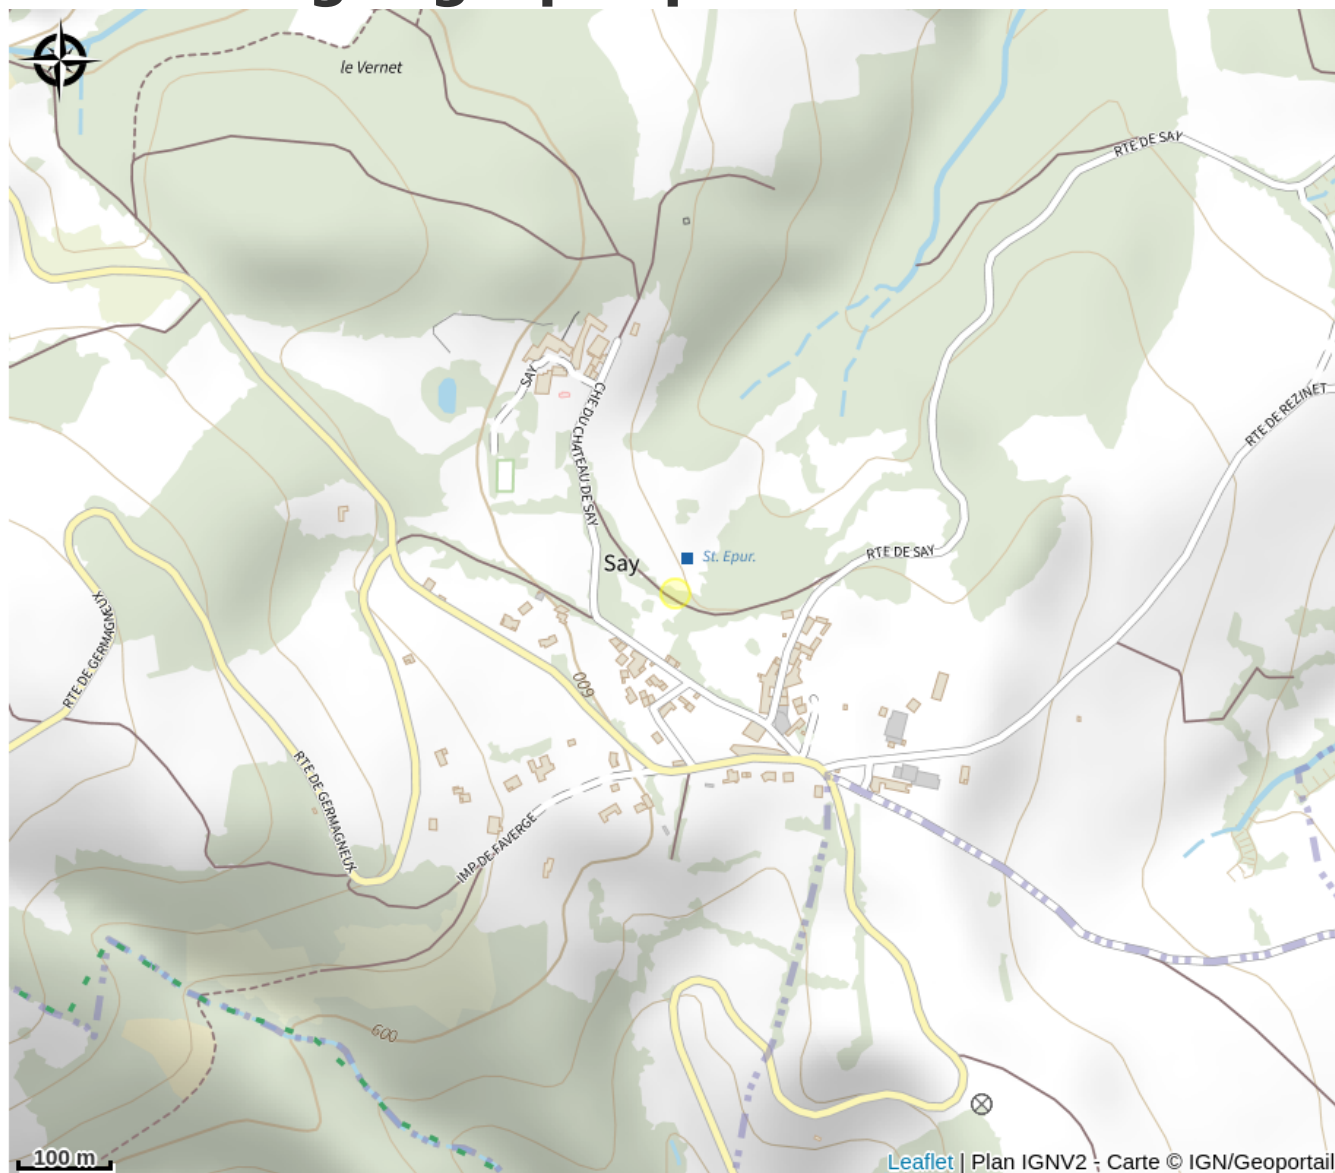 le Vernet
RTE DE SAY
SAY
CHE DU CHATEAU DE SAY
RTE DE REZINET
Say
St. Epur.
RTE DE SAY
RTE DE GERMAGNEUX
600
RTE DE GERMAGNEUX
IMP DE FAVERGE
600
100 m
Leaflet | Plan IGNV2 - Carte © IGN/Geoportail